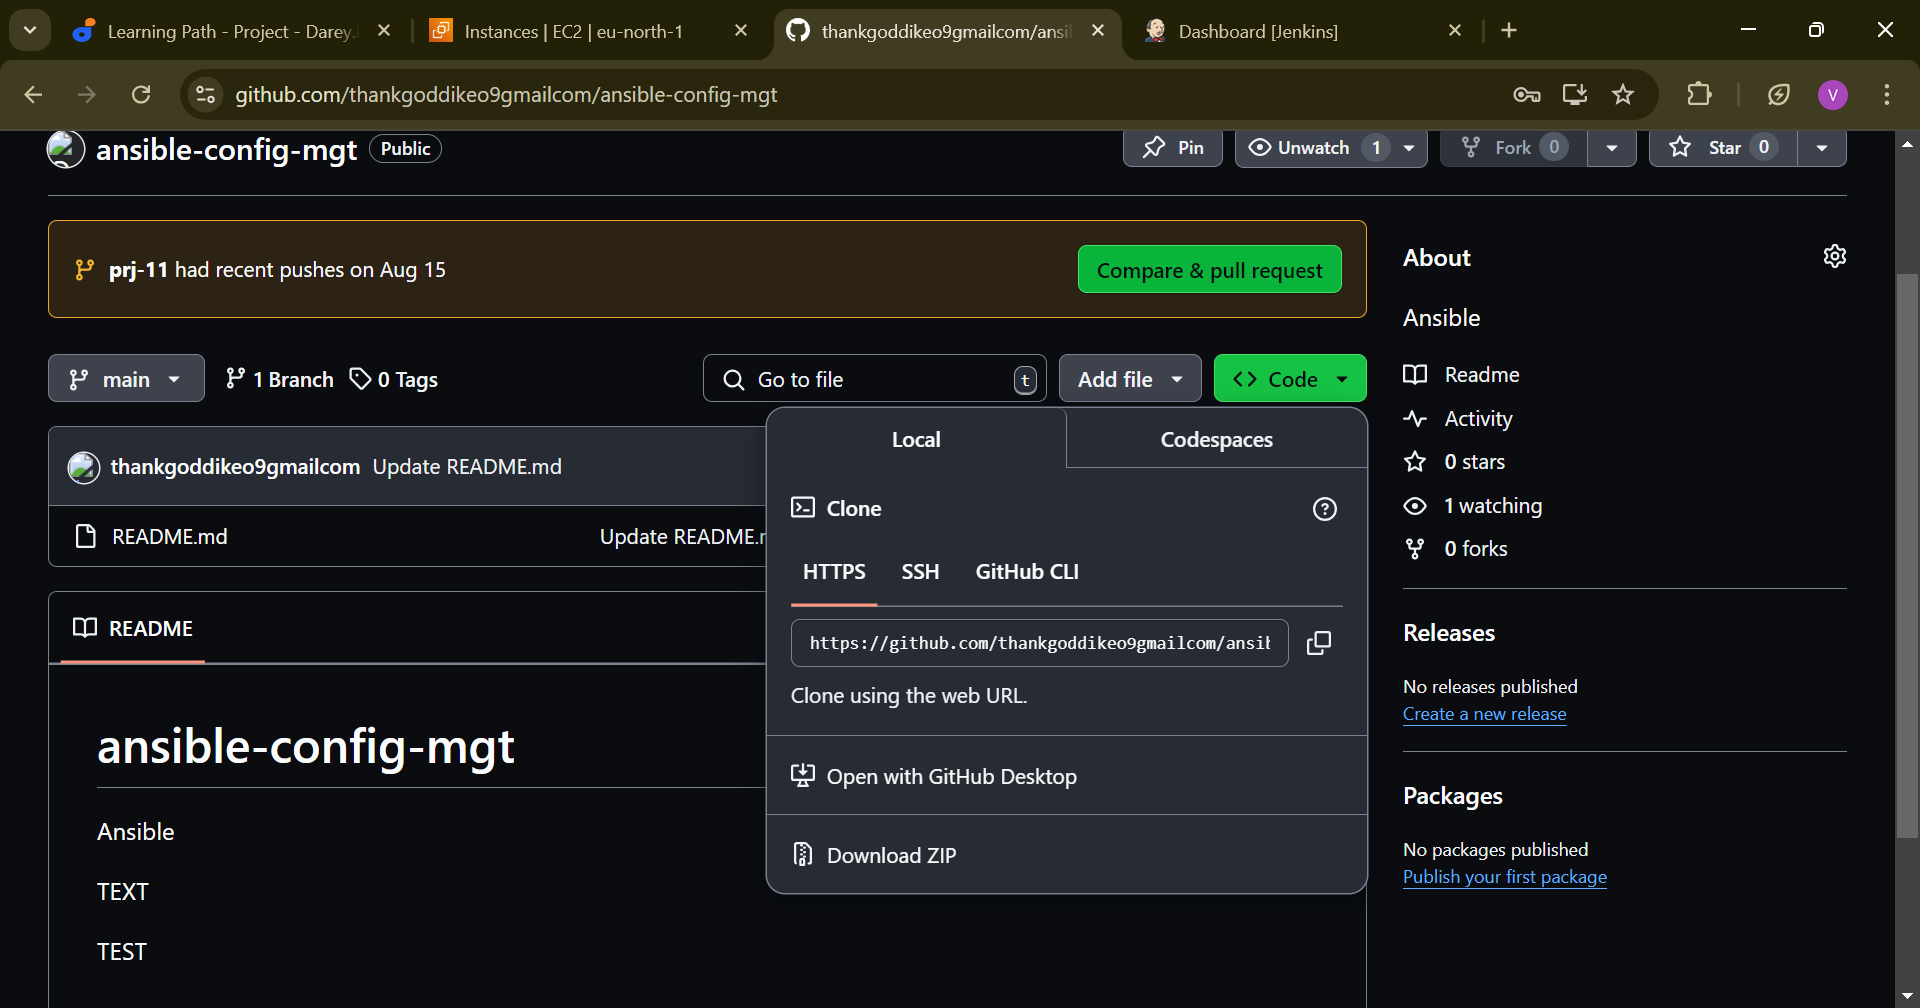 Learning Path - Project - Darey.
Instances | EC2 | eu-north-1
thankgoddikeo9gmailcom/ansil
Dashboard [Jenkins]
github.com/thankgoddikeo9gmailcom/ansible-config-mgt
V
ansible-config-mgt
Public
Pin
Unwatch 1
Fork 0
Star 0
prj-11 had recent pushes on Aug 15
Compare & pull request
main
1 Branch
0 Tags
Go to file
t
Add file
Code
thankgoddikeo9gmailcom Update README.md
README.md
Update README.r
README
ansible-config-mgt
Ansible
TEXT
TEST
Local
Codespaces
Clone
HTTPS
SSH
GitHub CLI
https://github.com/thankgoddikeo9gmailcom/ansib
Clone using the web URL.
Open with GitHub Desktop
Download ZIP
About
Ansible
Readme
Activity
0 stars
1 watching
0 forks
Releases
No releases published
Create a new release
Packages
No packages published
Publish your first package